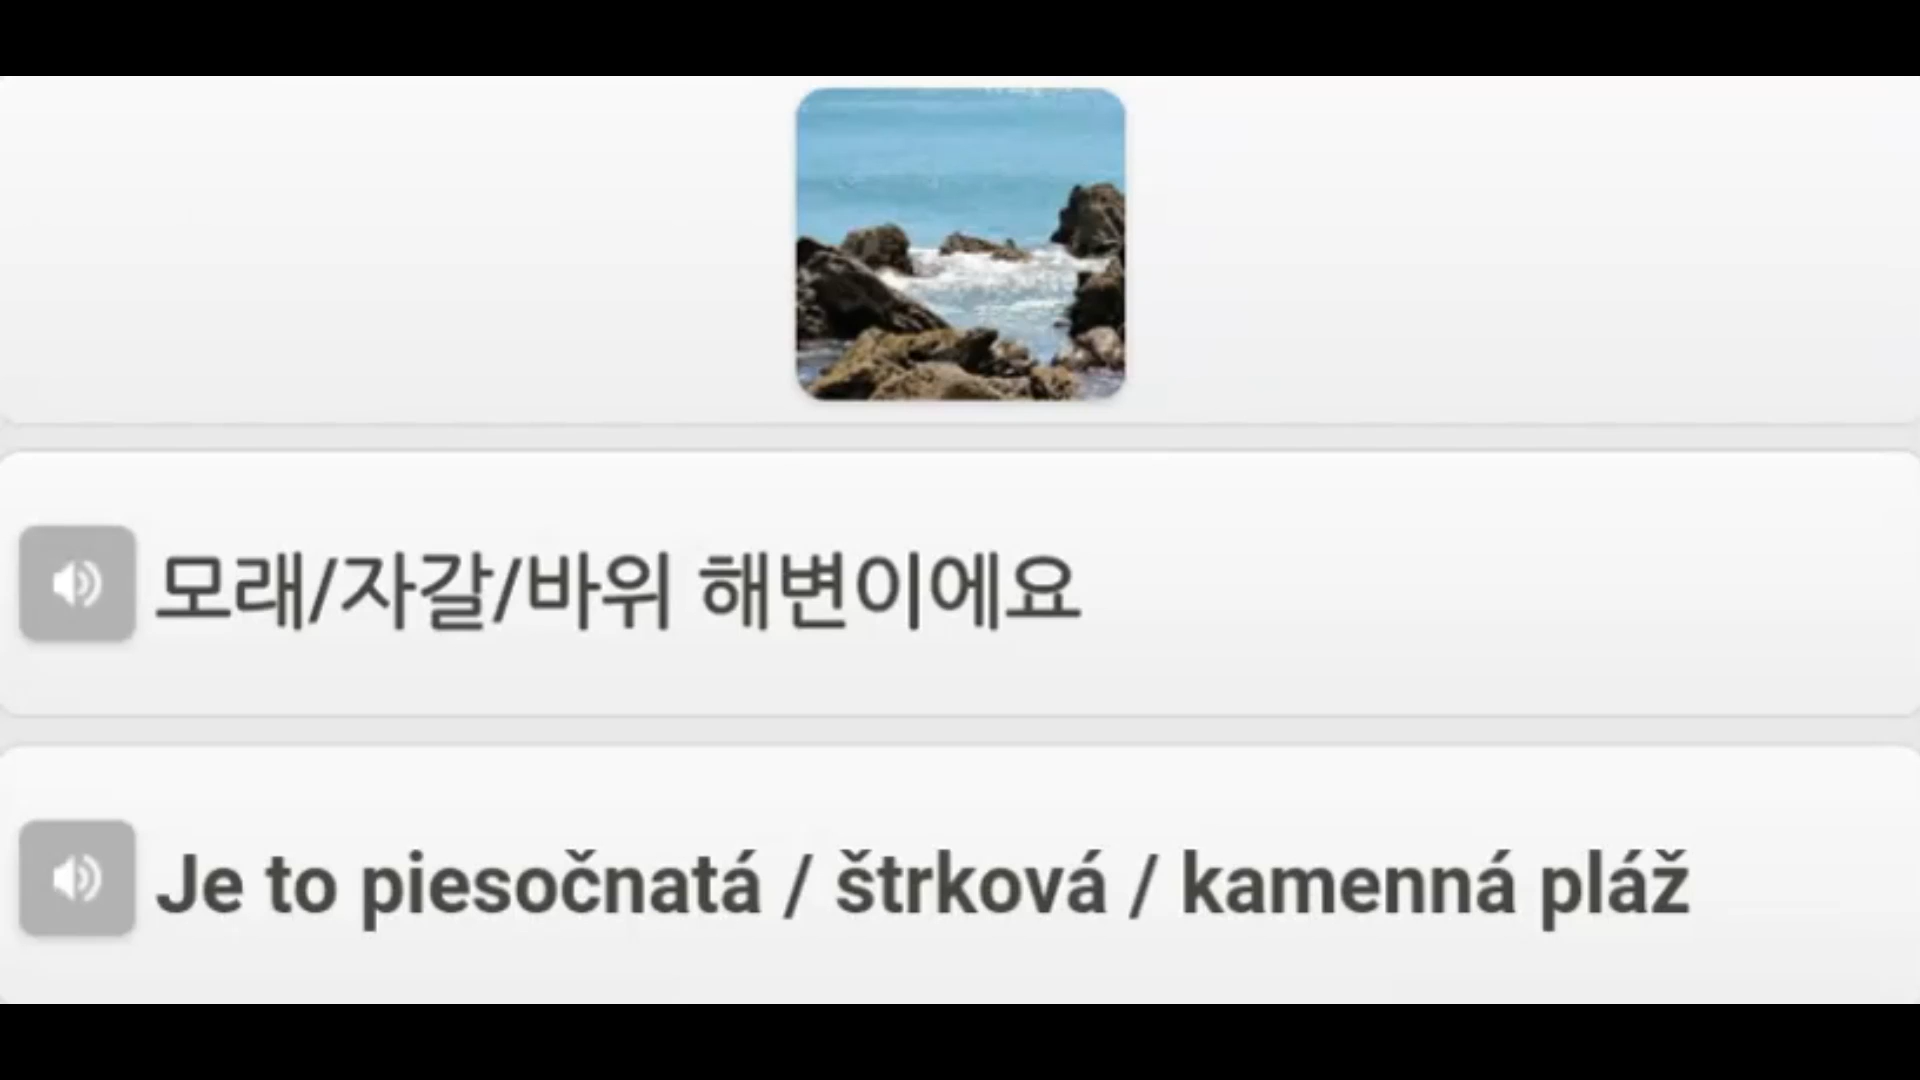 모래/자갈/바위 해변이에요
Je to piesočnatá / štrková / kamenná pláž